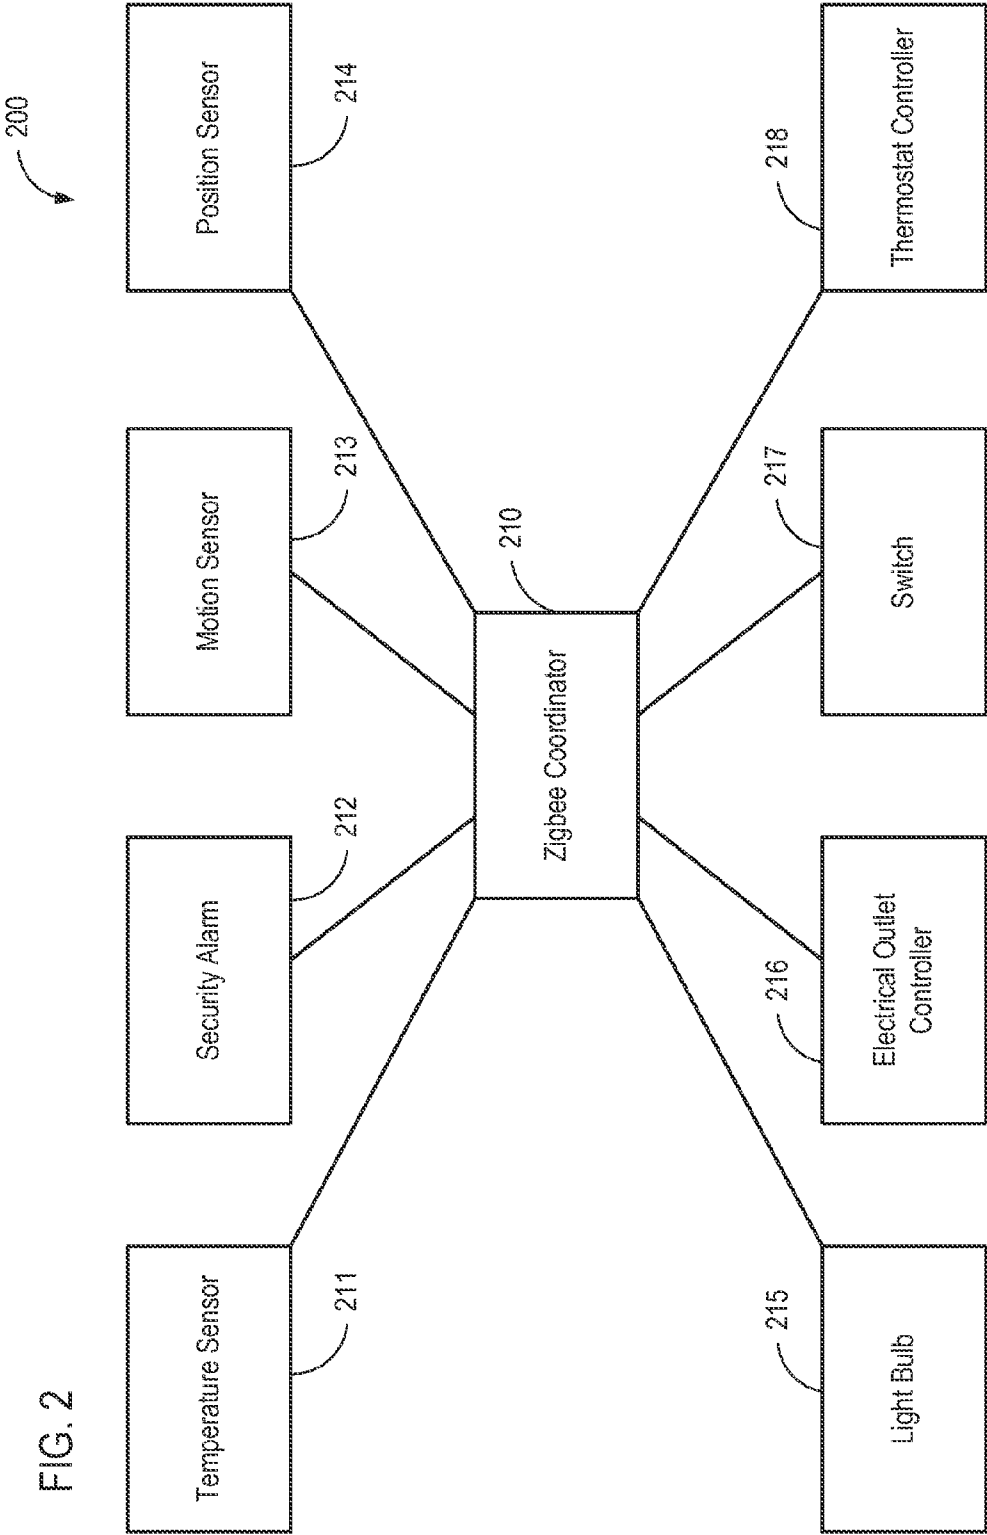 FIG. 2
200
Temperature Sensor
211
Security Alarm
212
Motion Sensor
213
Position Sensor
214
Zigbee Coordinator
210
215
Light Bulb
216
Electrical Outlet
Controller
217
Switch
218
Thermostat Controller